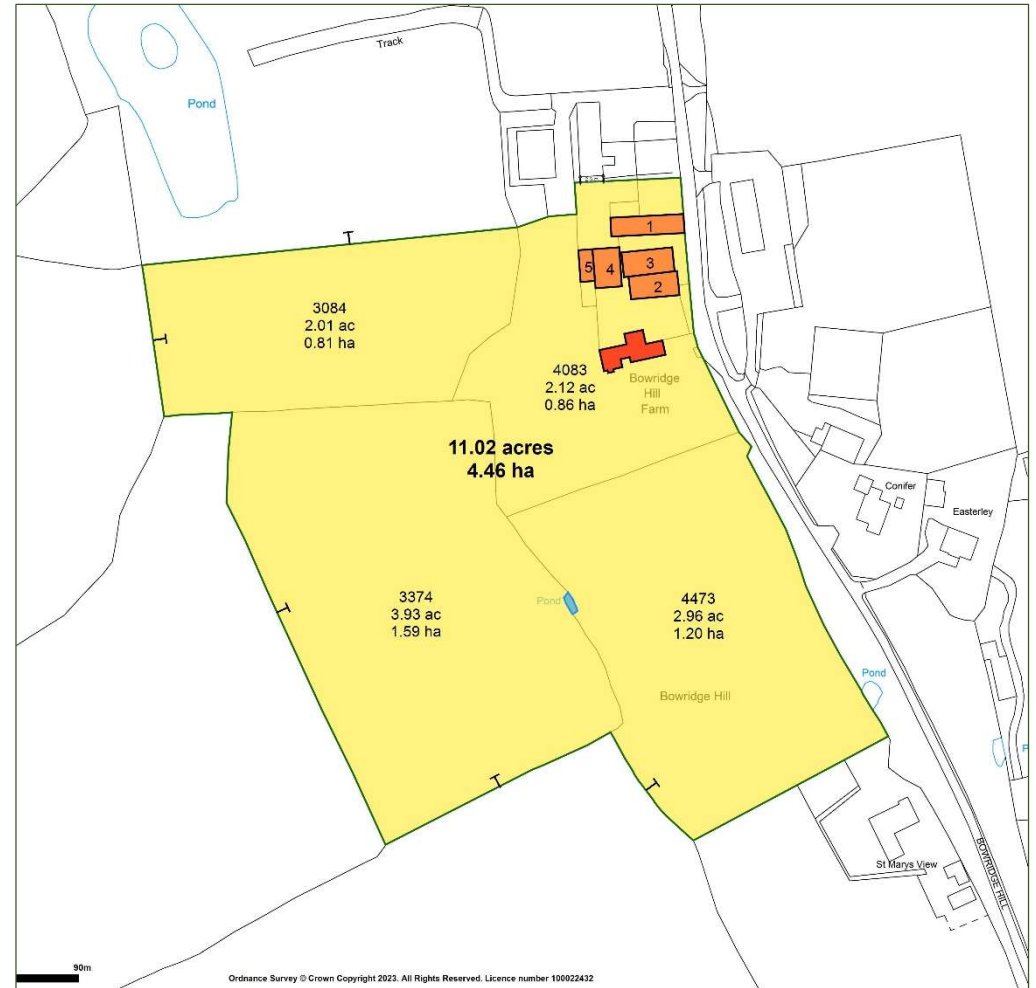 Track
Pond
1
5
4
3
2
3084
2.01 ac
0.81 ha
4083
2.12 ac
0.86 ha
Bowridge
Hill
Farm
11.02 acres
4.46 ha
Conifer
Easterley
3374
3.93 ac
1.59 ha
Pond
4473
2.96 ac
1.20 ha
Pond
Bowridge Hill
St Marys View
BOWRIDGE HILL
90m
Ordnance Survey © Crown Copyright 2023. All Rights Reserved. Licence number 100022432